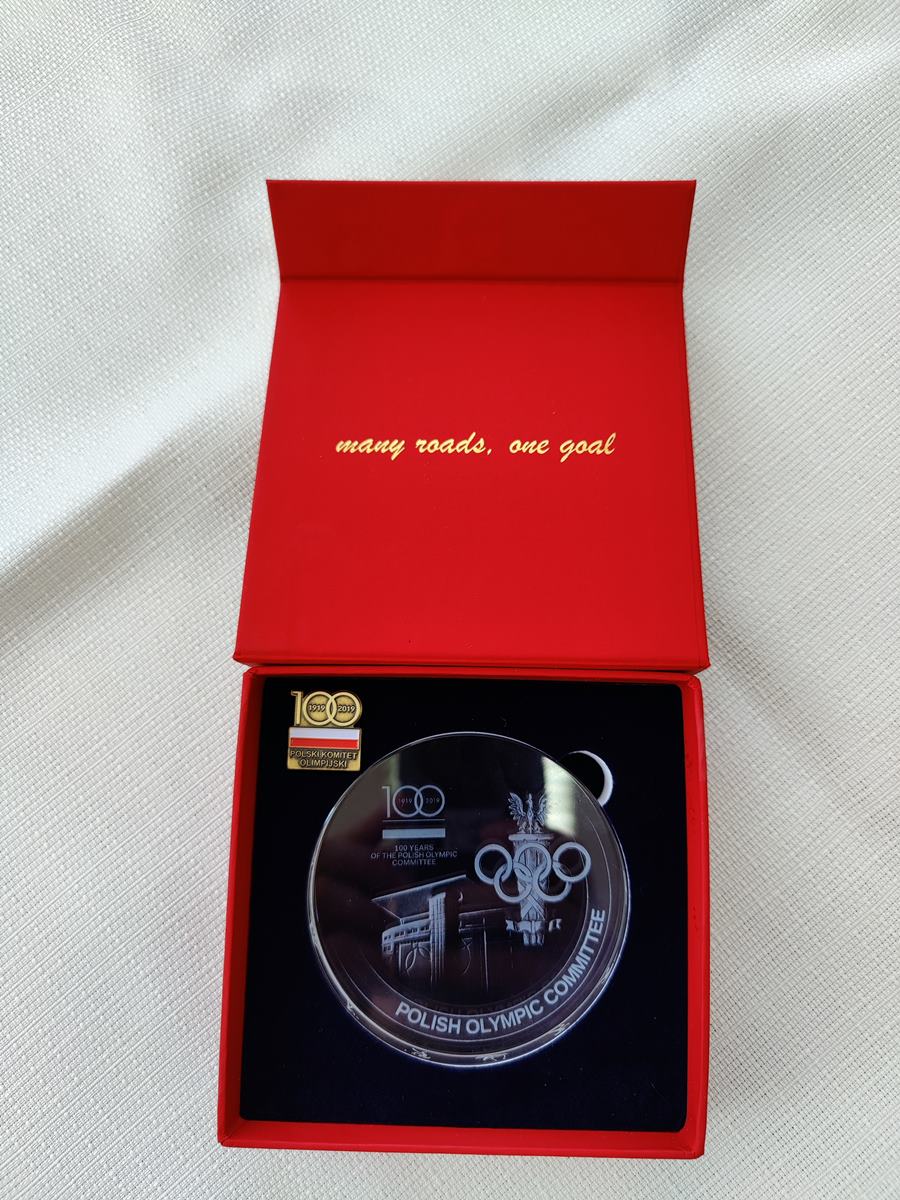 many roads, one goal
100
1919 2019
POLSKI KOMITET
OLIMPIJSKI
100
1919 2019
100 YEARS
OF THE POLISH OLYMPIC
COMMITTEE
POLISH OLYMPIC COMMITTEE